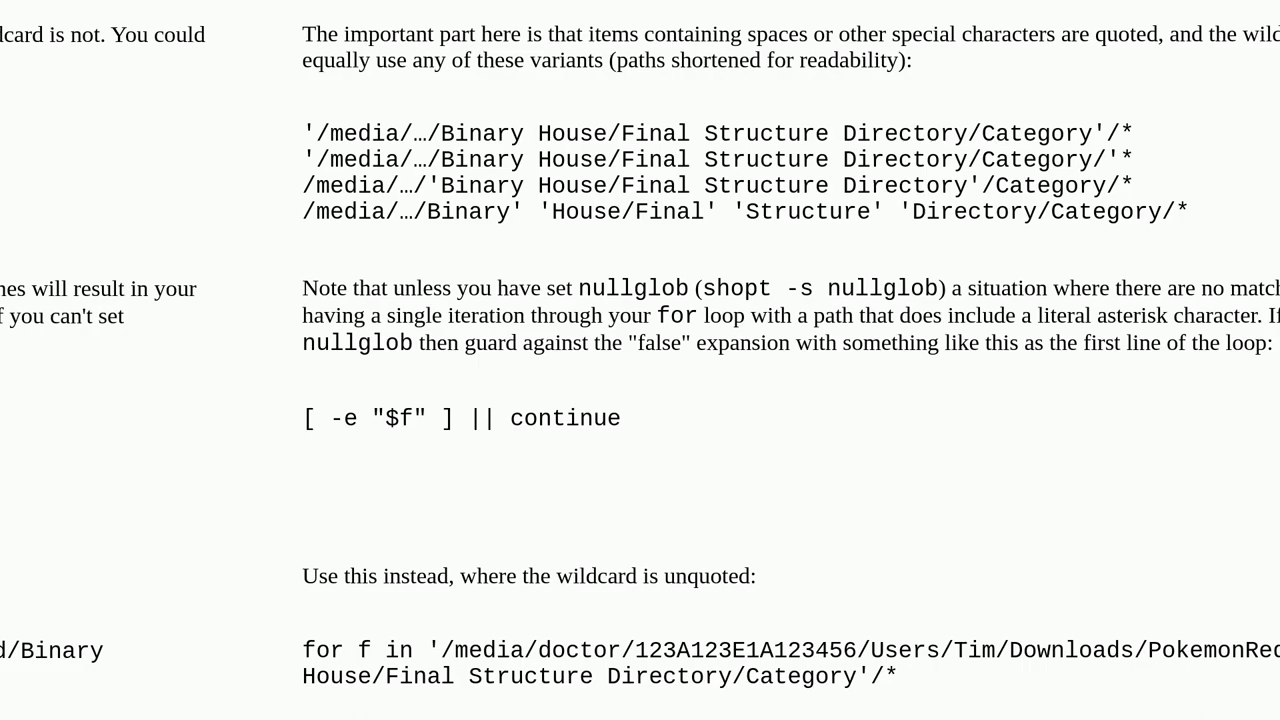 lcard is not. You could
The important part here is that items containing spaces or other special characters are quoted, and the wild
equally use any of these variants (paths shortened for readability):
'/media/…/Binary House/Final Structure Directory/Category'/*
'/media/…/Binary House/Final Structure Directory/Category/'*
/media/…/'Binary House/Final Structure Directory'/Category/*
/media/…/Binary' 'House/Final' 'Structure' 'Directory/Category/*
hes will result in your
f you can't set
Note that unless you have set nullglob (shopt -s nullglob) a situation where there are no match
having a single iteration through your for loop with a path that does include a literal asterisk character. If
nullglob then guard against the "false" expansion with something like this as the first line of the loop:
[ -e "$f" ] || continue
Use this instead, where the wildcard is unquoted:
d/Binary
for f in '/media/doctor/123A123E1A123456/Users/Tim/Downloads/PokemonRed
House/Final Structure Directory/Category'/*